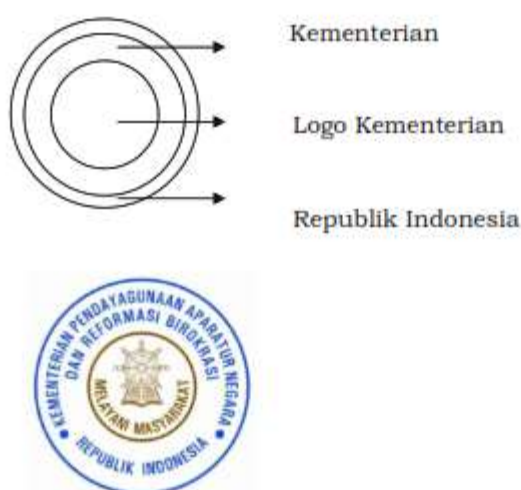 Kementerian
Logo Kementerian
Republik Indonesia
KEMENTERIAN PENDAYAGUNAAN APARATUR NEGARA
DAN REFORMASI BIROKRASI
MELAYANI MASYARAKAT
REPUBLIK INDONESIA